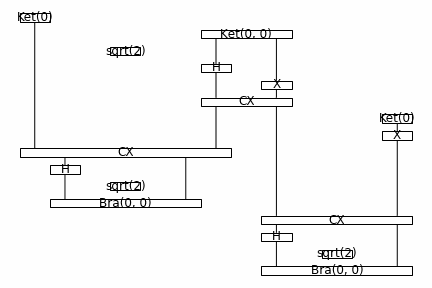 Ket(0)
Ket(0, 0)
sqrt(2)
H
X
CX
Ket(0)
X
CX
H
sqrt(2)
Bra(0, 0)
CX
H
sqrt(2)
Bra(0, 0)